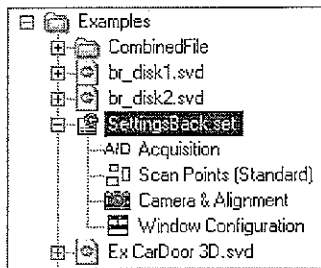 Examples
CombinedFile
br_disk1.svd
br_disk2.svd
SettingsBack.set
A/D Acquisition
Scan Points (Standard)
Camera & Alignment
Window Configuration
Ex CarDoor 3D.svd